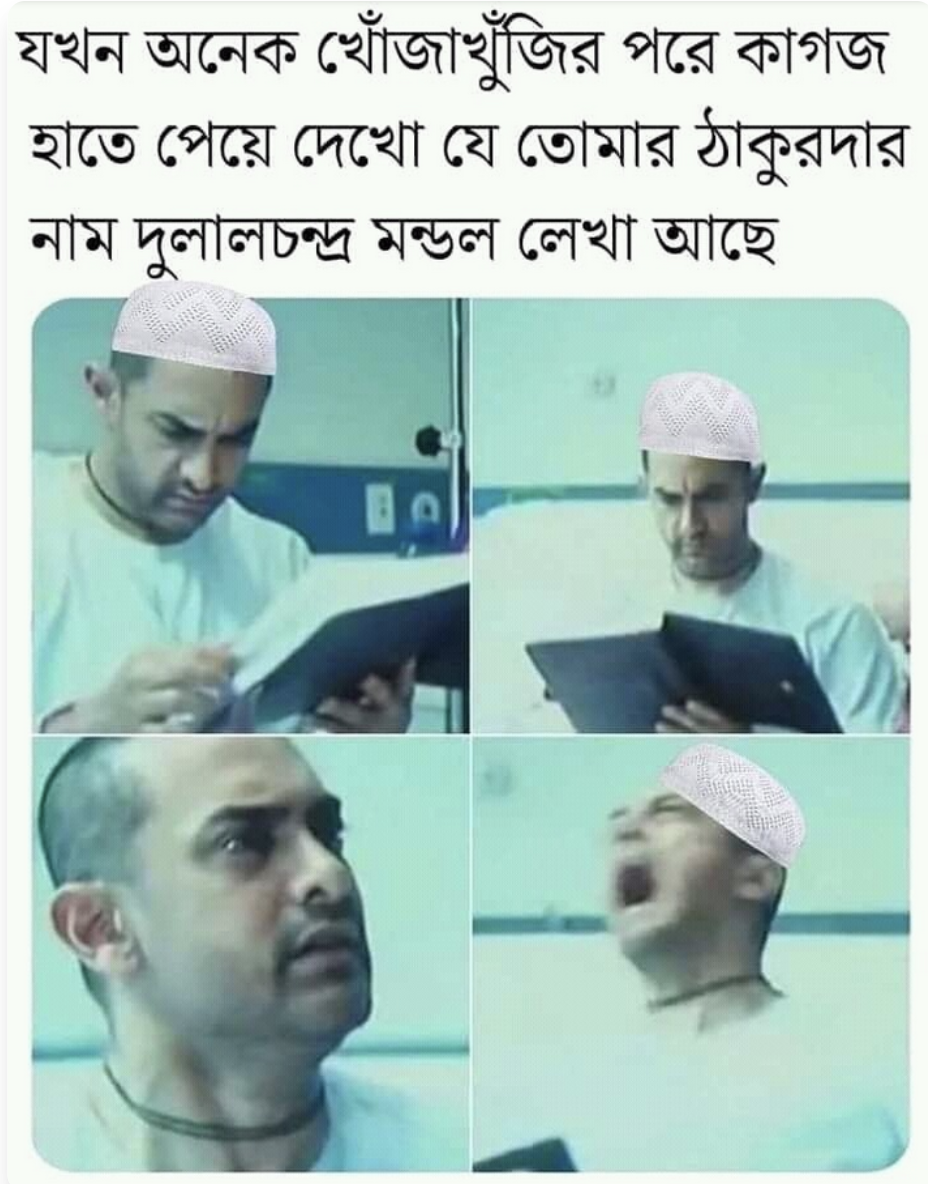 যখন অনেক খোঁজাখুঁজির পরে কাগজ
হাতে পেয়ে দেখো যে তোমার ঠাকুরদার
নাম দুলালচন্দ্র মন্ডল লেখা আছে